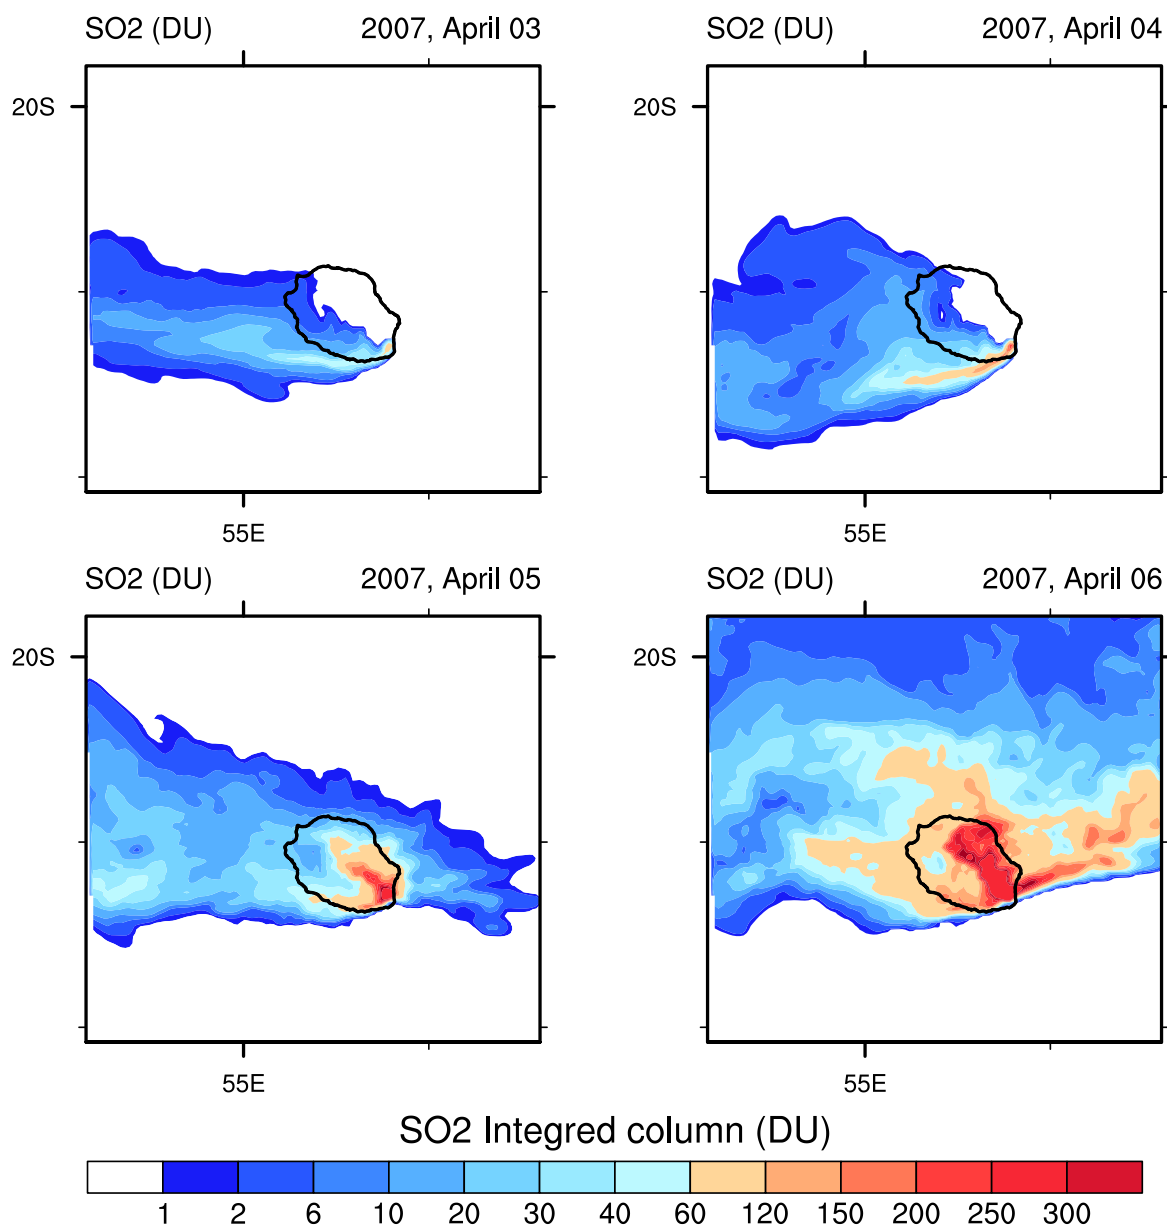 SO2 (DU) 2007, April 03
SO2 (DU) 2007, April 04
20S
20S
55E
55E
SO2 (DU) 2007, April 05
SO2 (DU) 2007, April 06
20S
20S
55E
55E
SO2 Integred column (DU)
1 2 6 10 20 30 40 60 120 150 200 250 300